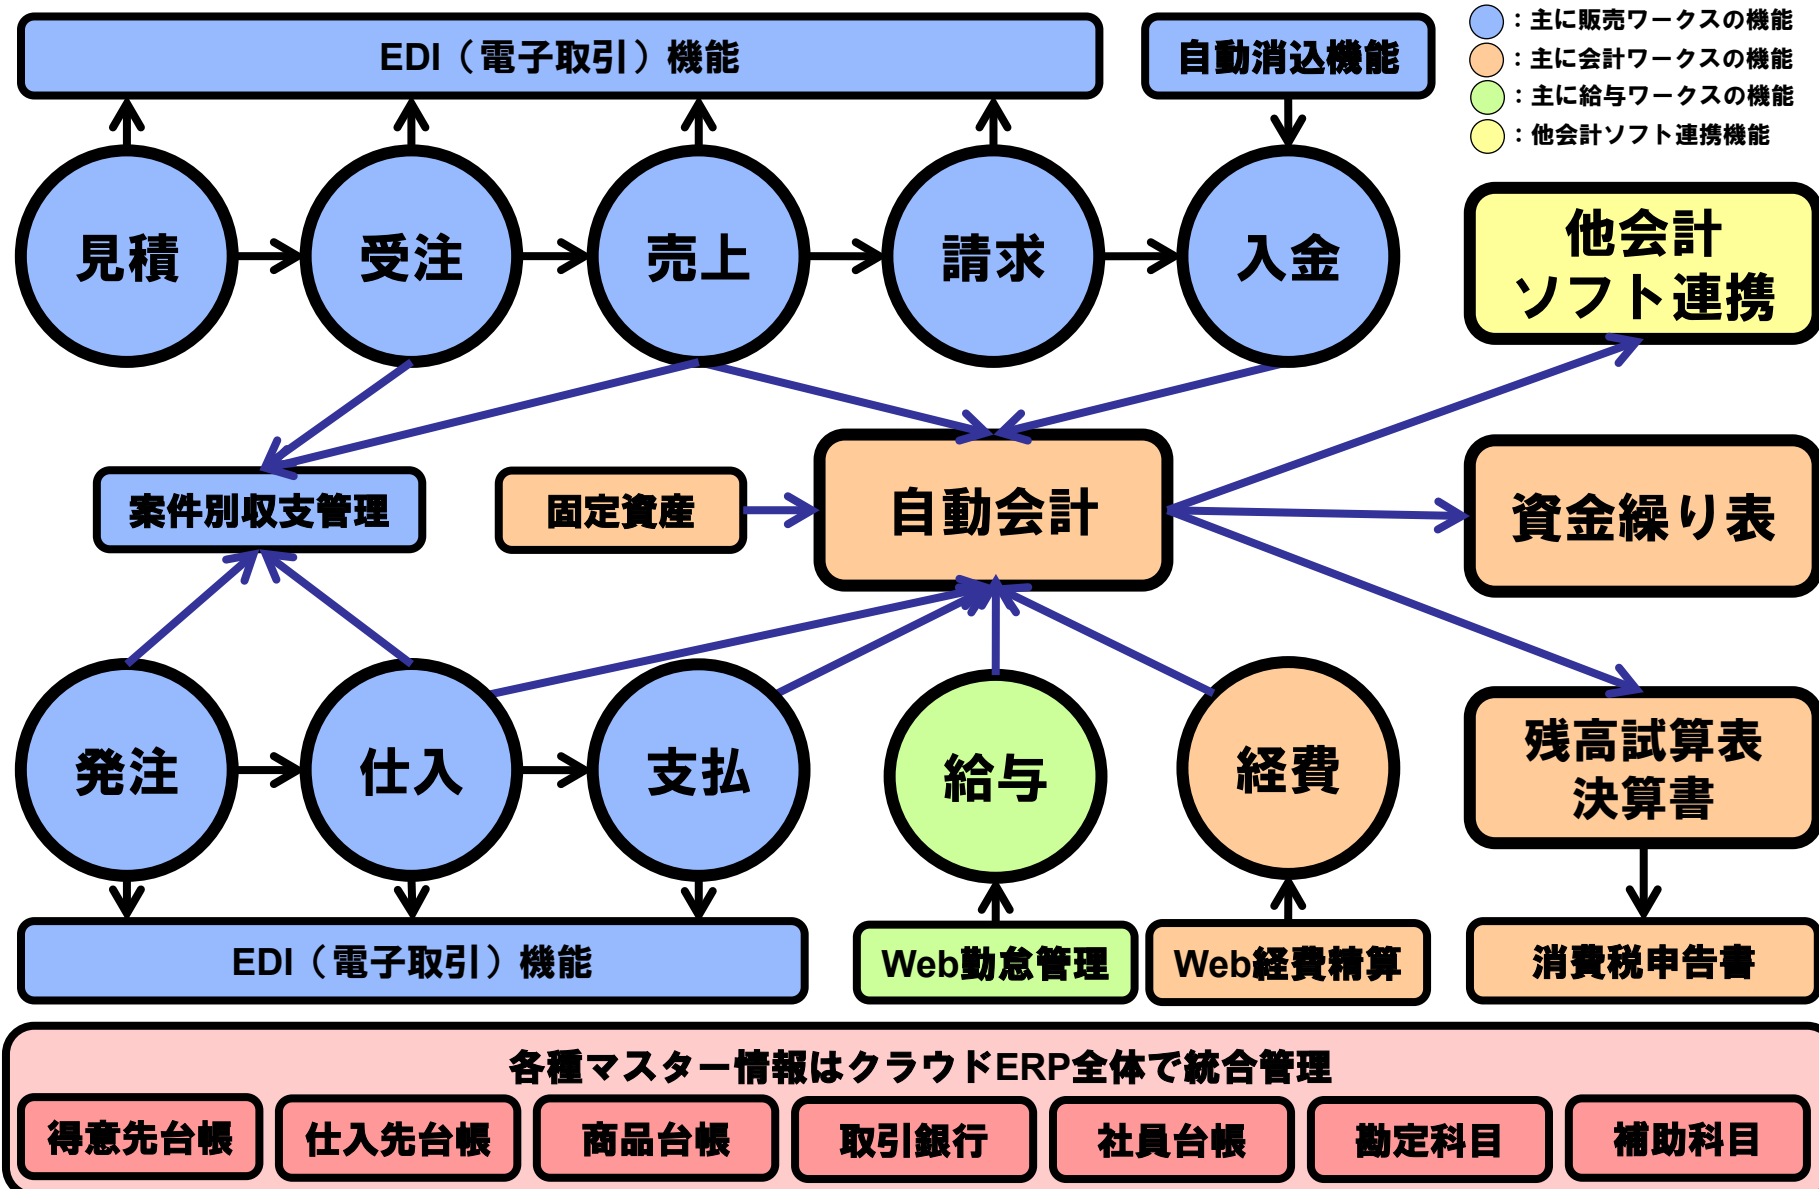 EDI（電子取引）機能
自動消込機能
：主に販売ワークスの機能
：主に会計ワークスの機能
：主に給与ワークスの機能
：他会計ソフト連携機能
見積
受注
売上
請求
入金
他会計
ソフト連携
案件別収支管理
固定資産
自動会計
資金繰り表
発注
仕入
支払
給与
経費
残高試算表
決算書
EDI（電子取引）機能
Web勤怠管理
Web経費精算
消費税申告書
各種マスター情報はクラウドERP全体で統合管理
得意先台帳
仕入先台帳
商品台帳
取引銀行
社員台帳
勘定科目
補助科目